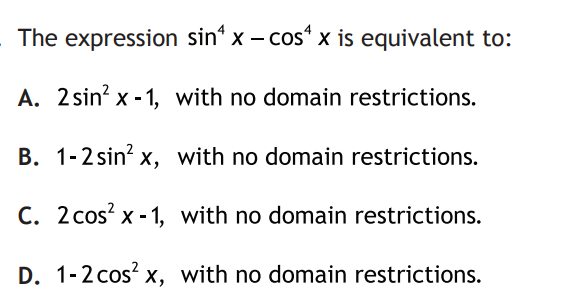 The expression sin⁴ x – cos⁴ x is equivalent to:
A. 2 sin² x - 1, with no domain restrictions.
B. 1 - 2 sin² x, with no domain restrictions.
C. 2 cos² x - 1, with no domain restrictions.
D. 1 - 2 cos² x, with no domain restrictions.